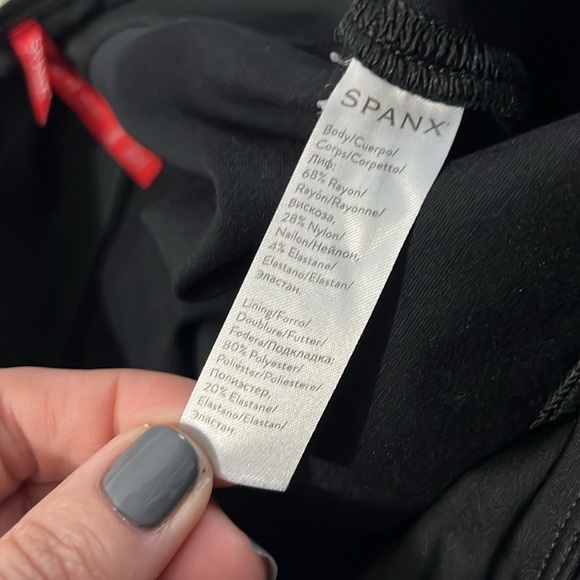 SPANX
Body/Cuerpo/
Corps/Corpetto/
Лиф:
68% Rayon/
Rayón/Rayonne/
Вискоза,
28% Nylon/
Nailon/Нейлон,
4% Elastane/
Elastano/Elastan/
Эластан.
Lining/Forro/
Doublure/Futter/
Fodera/Подкладка:
80% Polyester/
Poliéster/Poliestere/
Полиэстер,
20% Elastane/
Elastano/Elastan/
Эластан.